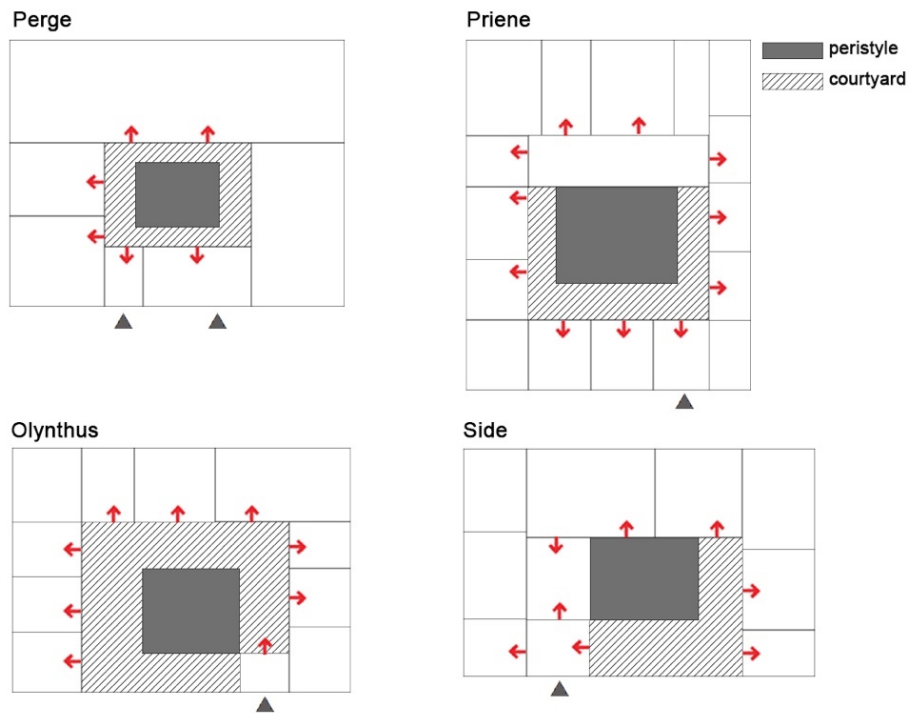 Perge
Priene
peristyle
courtyard
Olynthus
Side